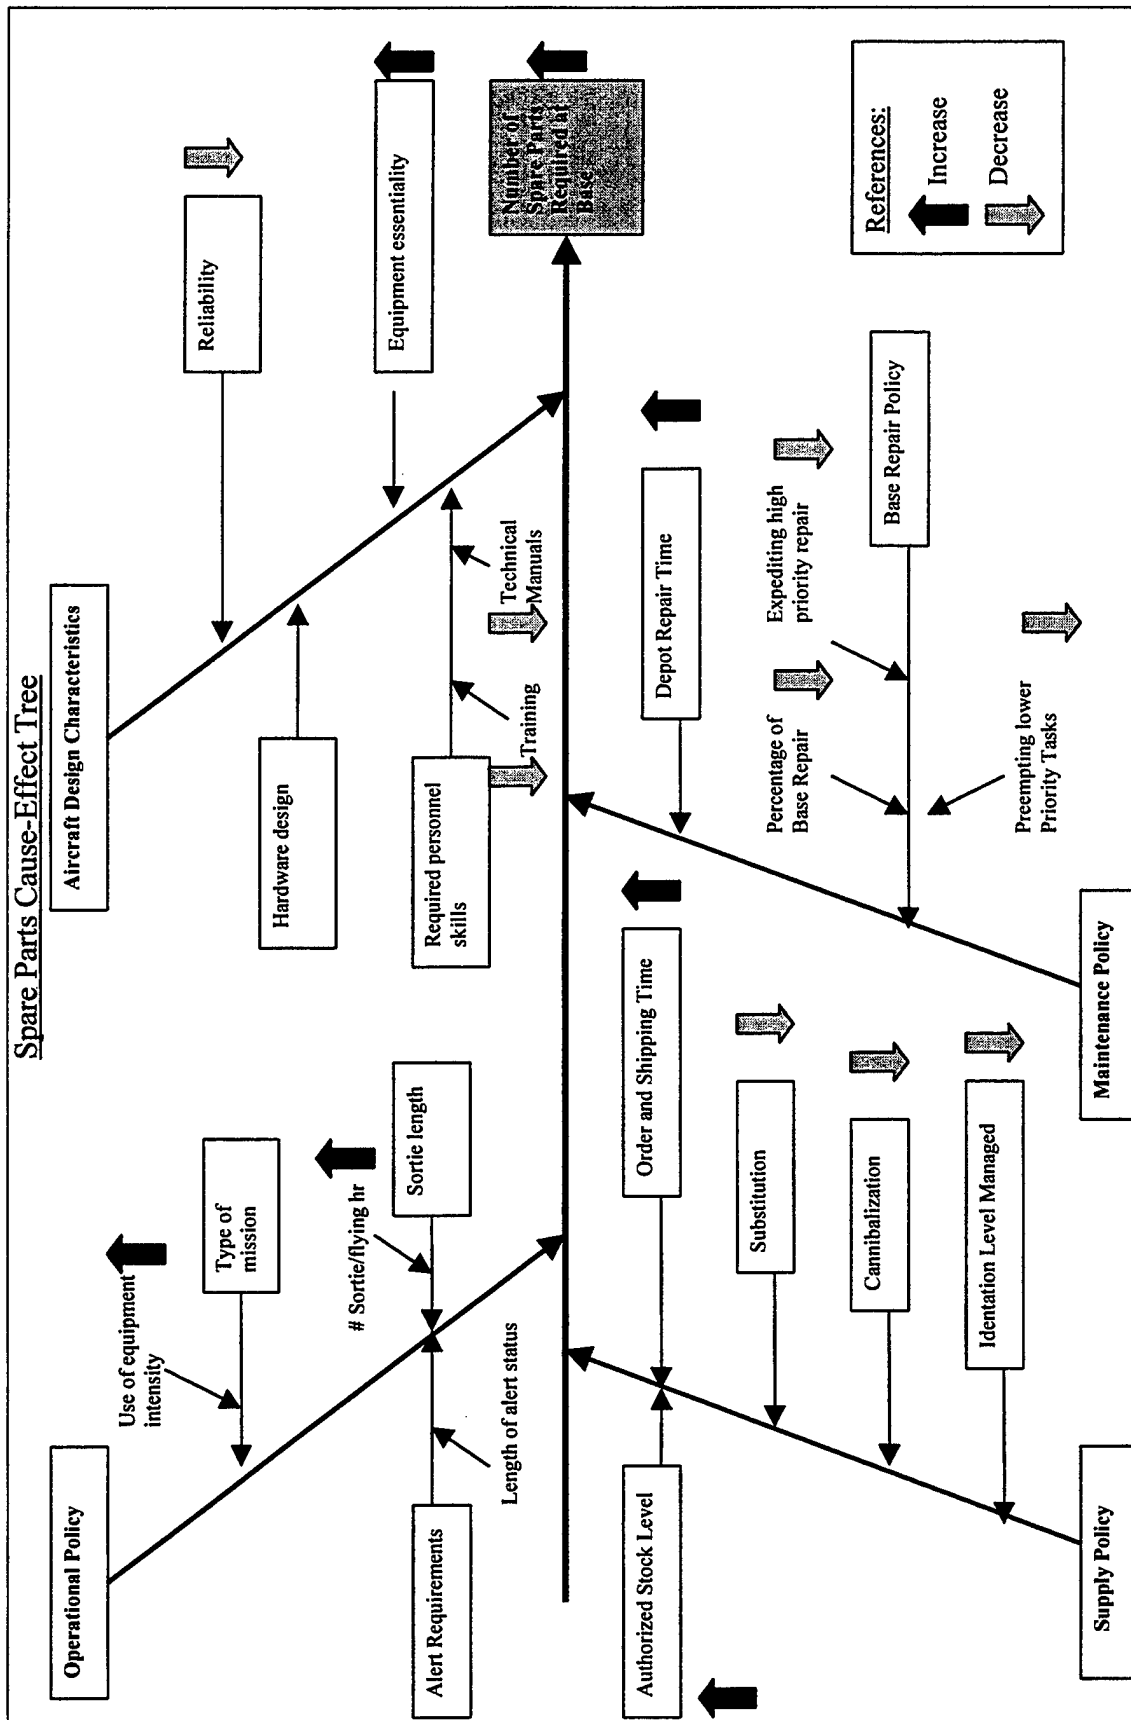 Spare Parts Cause-Effect Tree
Operational Policy
Aircraft Design Characteristics
Use of equipment
intensity
Type of
mission
Reliability
Hardware design
# Sortie/flying hr
Sortie length
Equipment essentiality
Alert Requirements
Length of alert status
Required personnel
skills
Training
Technical
Manuals
Number of
Spare Parts
Required at
Base
Authorized Stock Level
Order and Shipping Time
Depot Repair Time
Substitution
Percentage of
Base Repair
Expediting high
priority repair
Cannibalization
Base Repair Policy
Identation Level Managed
Preempting lower
Priority Tasks
Supply Policy
Maintenance Policy
References:
Increase
Decrease